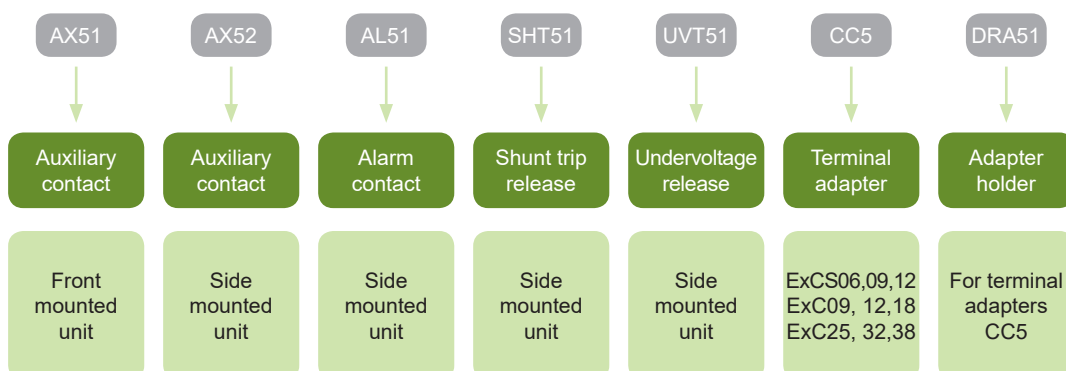 AX51
AX52
AL51
SHT51
UVT51
CC5
DRA51
Auxiliary
contact
Auxiliary
contact
Alarm
contact
Shunt trip
release
Undervoltage
release
Terminal
adapter
Adapter
holder
Front
mounted
unit
Side
mounted
unit
Side
mounted
unit
Side
mounted
unit
Side
mounted
unit
ExCS06,09,12
ExC09, 12,18
ExC25, 32,38
For terminal
adapters
CC5